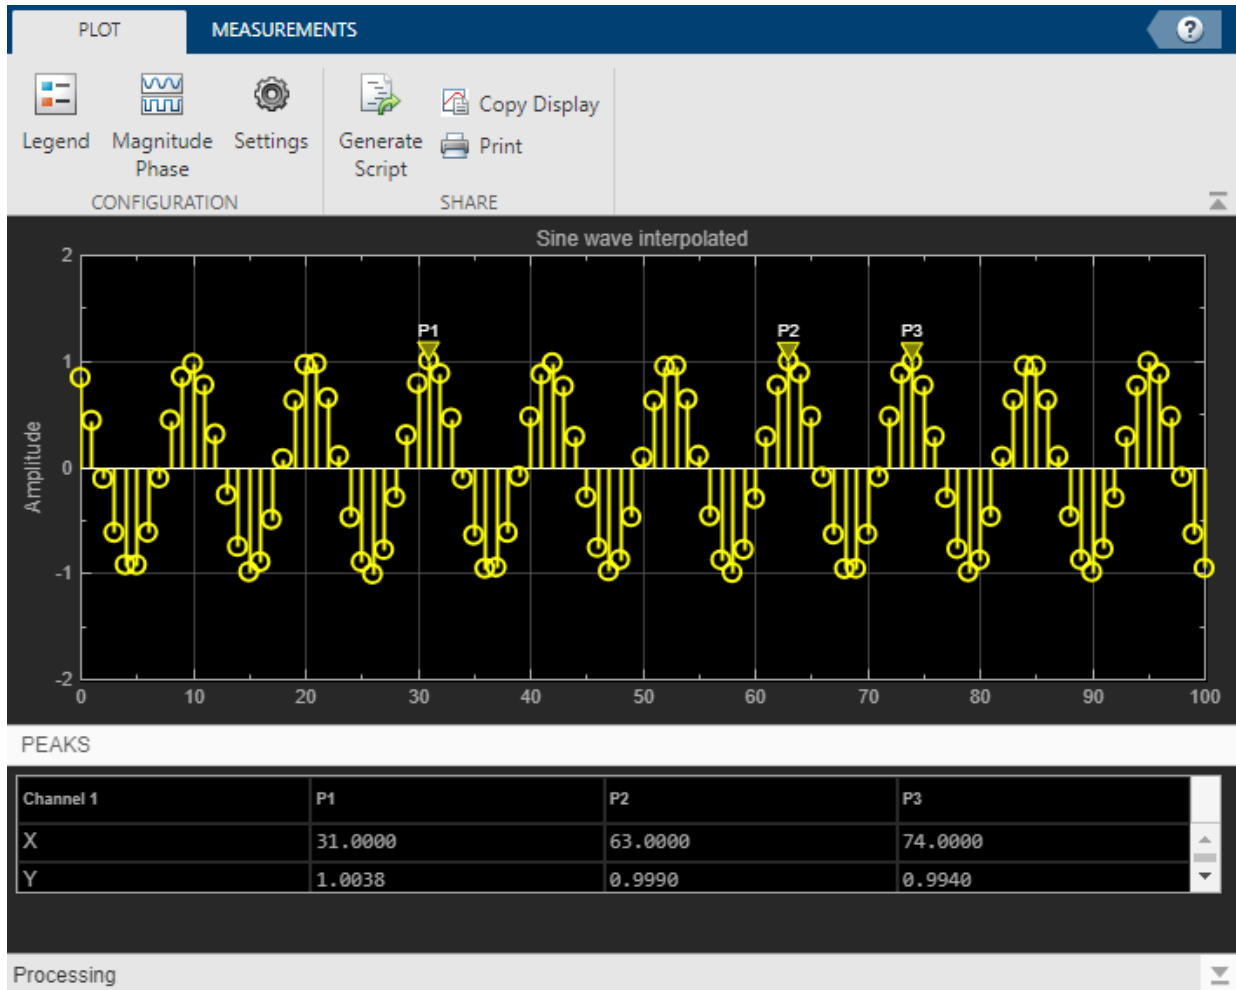 PLOT MEASUREMENTS ?
Legend Magnitude Phase Settings Generate Script Copy Display
Print
CONFIGURATION SHARE
Sine wave interpolated
2
1
0
-1
-2
Amplitude
P1 P2 P3
0 10 20 30 40 50 60 70 80 90 100
PEAKS
Channel 1 P1 P2 P3
X 31.0000 63.0000 74.0000
Y 1.0038 0.9990 0.9940
Processing